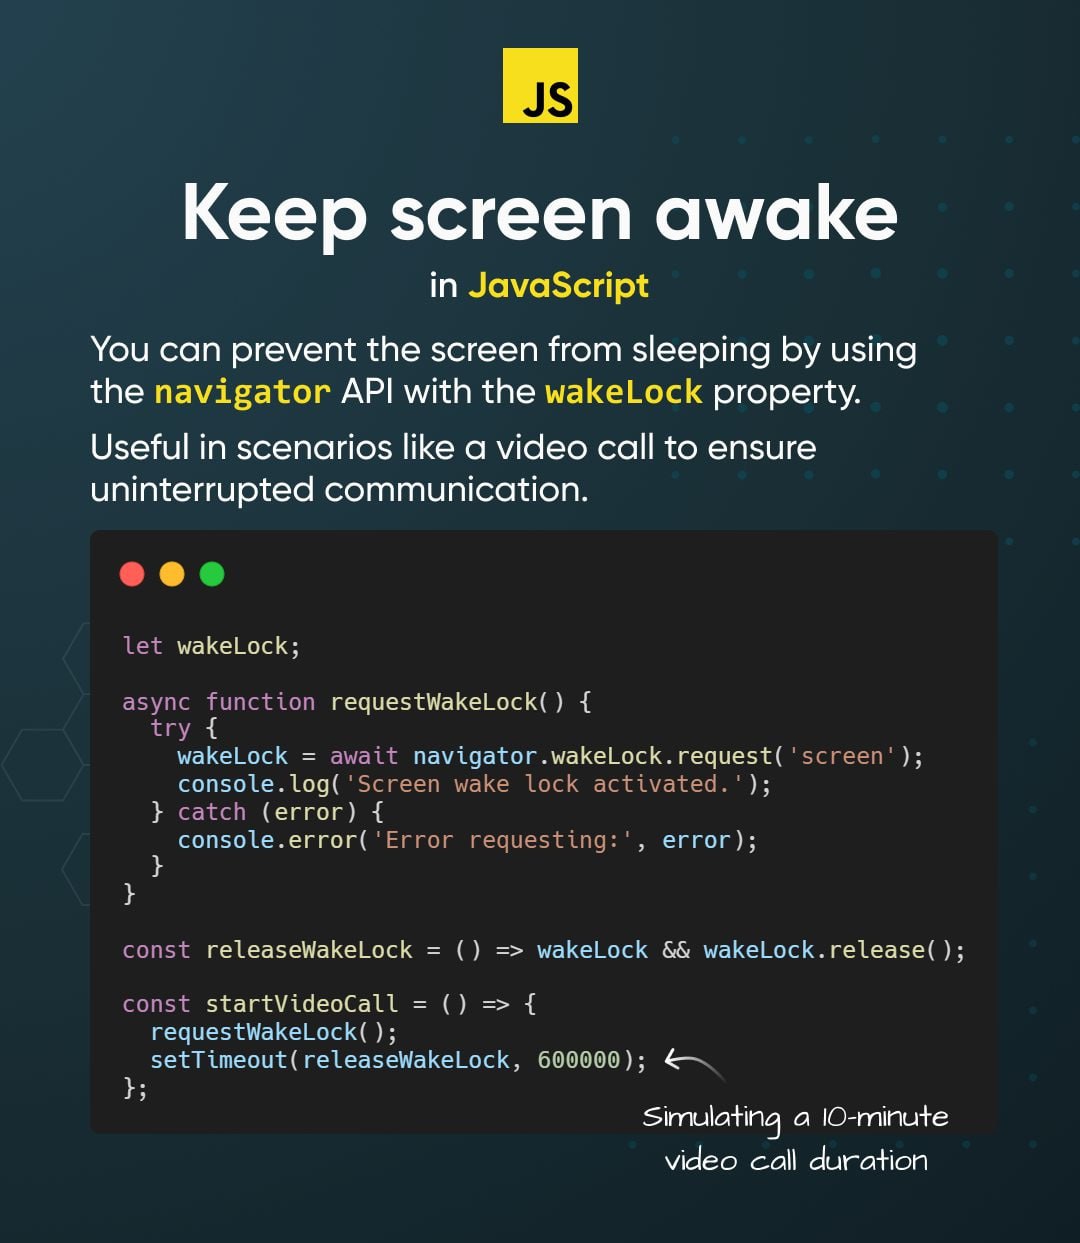 JS
Keep screen awake
in JavaScript
You can prevent the screen from sleeping by using
the navigator API with the wakeLock property.
Useful in scenarios like a video call to ensure
uninterrupted communication.
let wakeLock;
async function requestWakeLock() {
  try {
    wakeLock = await navigator.wakeLock.request('screen');
    console.log('Screen wake lock activated.');
  } catch (error) {
    console.error('Error requesting:', error);
  }
}
const releaseWakeLock = () => wakeLock && wakeLock.release();
const startVideoCall = () => {
  requestWakeLock();
  setTimeout(releaseWakeLock, 600000);
};
Simulating a 10-minute
video call duration